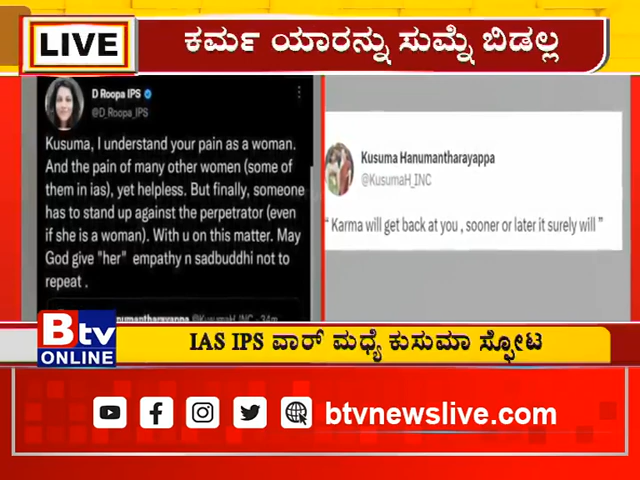 LIVE
ಕರ್ಮ ಯಾರನ್ನು ಸುಮ್ನೆ ಬಿಡಲ್ಲ
D Roopa IPS
@D_Roopa_IPS
Kusuma, I understand your pain as a woman.
And the pain of many other women (some of
them in ias), yet helpless. But finally, someone
has to stand up against the perpetrator (even
if she is a woman). With u on this matter. May
God give "her" empathy n sadbuddhi not to
repeat .
Kusuma Hanumantharayappa
@KusumaH_INC
“ Karma will get back at you , sooner or later it surely will ”
@KusumaH_INC · 34m
Btv
ONLINE
IAS IPS ವಾರ್ ಮಧ್ಯೆ ಕುಸುಮಾ ಸ್ಫೋಟ
btvnewslive.com